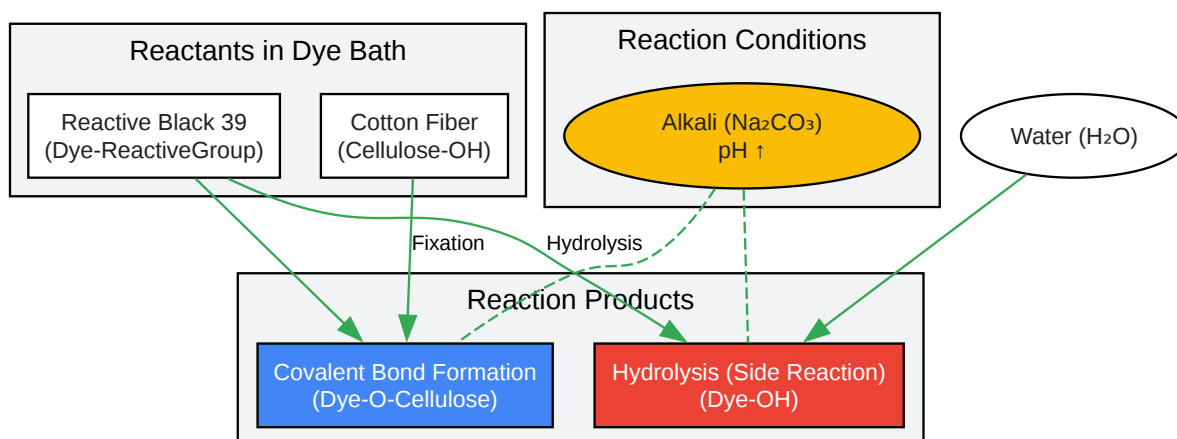 Reactants in Dye Bath
Reaction Conditions
Reactive Black 39
(Dye-ReactiveGroup)
Cotton Fiber
(Cellulose-OH)
Alkali (Na₂CO₃)
pH ↑
Water (H₂O)
Fixation
Hydrolysis
Reaction Products
Covalent Bond Formation
(Dye-O-Cellulose)
Hydrolysis (Side Reaction)
(Dye-OH)